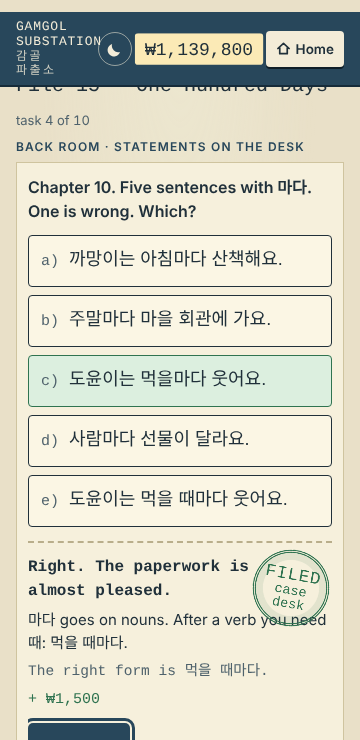 GAMGOL
SUBSTATION
감골
파출소
₩1,139,800
Home
File 15 — One Hundred Days
task 4 of 10
BACK ROOM · STATEMENTS ON THE DESK
Chapter 10. Five sentences with 마다.
One is wrong. Which?
a) 까망이는 아침마다 산책해요.
b) 주말마다 마을 회관에 가요.
c) 도윤이는 먹을마다 웃어요.
d) 사람마다 선물이 달라요.
e) 도윤이는 먹을 때마다 웃어요.
Right. The paperwork is
almost pleased.
FILED
case
desk
마다 goes on nouns. After a verb you need
때: 먹을 때마다.
The right form is 먹을 때마다.
+ ₩1,500